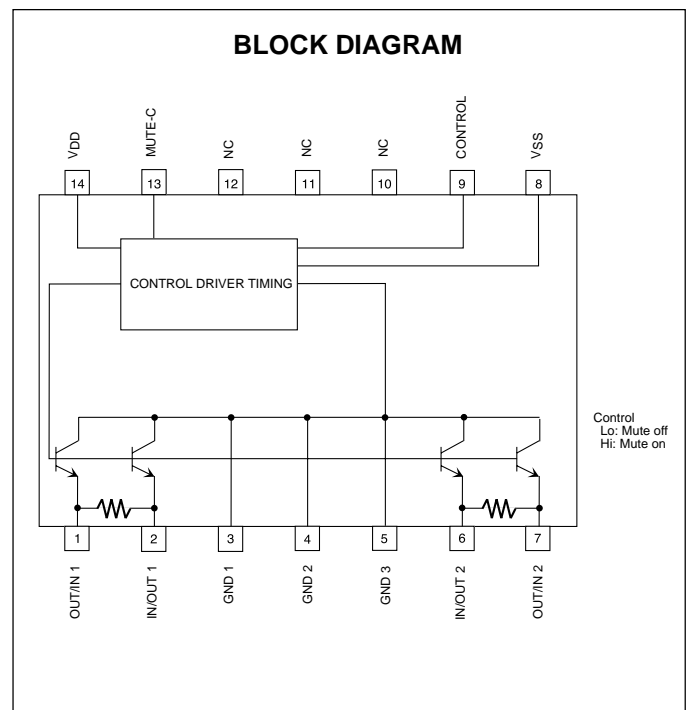 BLOCK DIAGRAM
VDD
MUTE-C
NC
NC
NC
CONTROL
VSS
14
13
12
11
10
9
8
CONTROL DRIVER TIMING
Control
Lo: Mute off
Hi: Mute on
1
2
3
4
5
6
7
OUT/IN 1
IN/OUT 1
GND 1
GND 2
GND 3
IN/OUT 2
OUT/IN 2